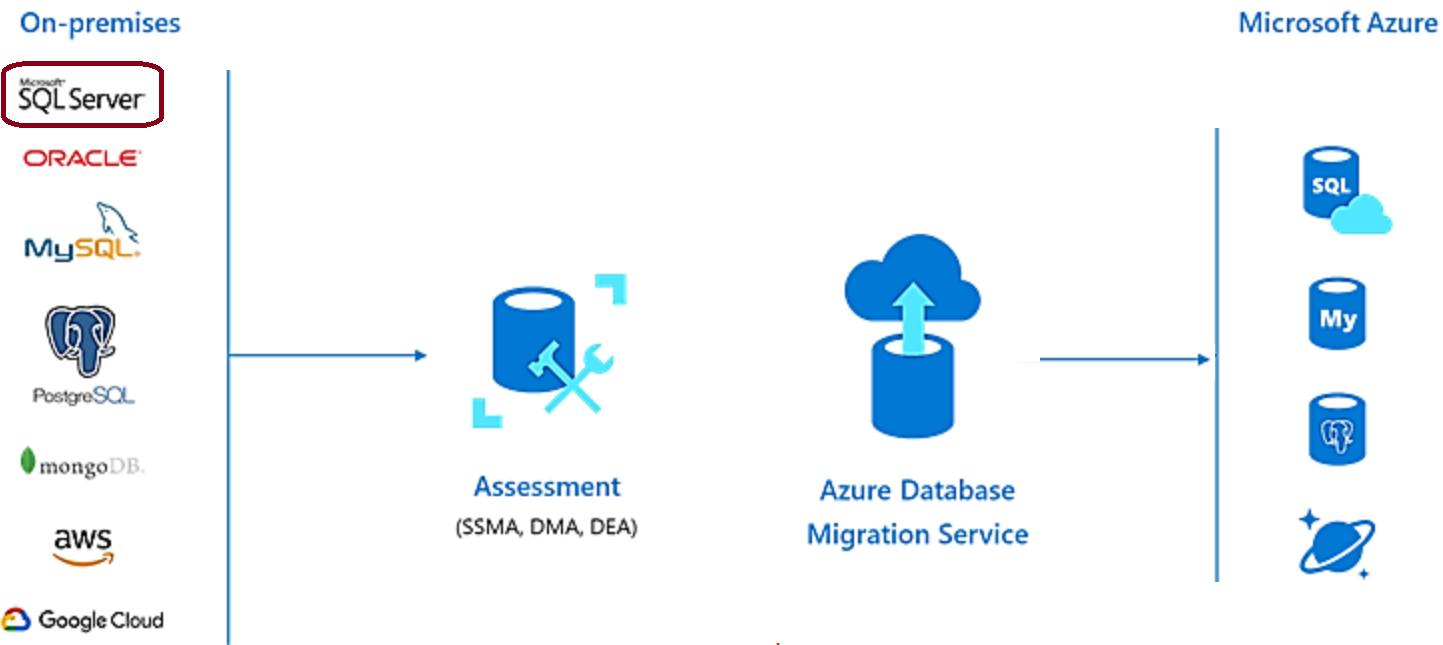 On-premises
Microsoft Azure
Microsoft
SQL Server
ORACLE
MySQL
PostgreSQL
mongoDB.
aws
Google Cloud
Assessment
(SSMA, DMA, DEA)
Azure Database
Migration Service
SQL
My